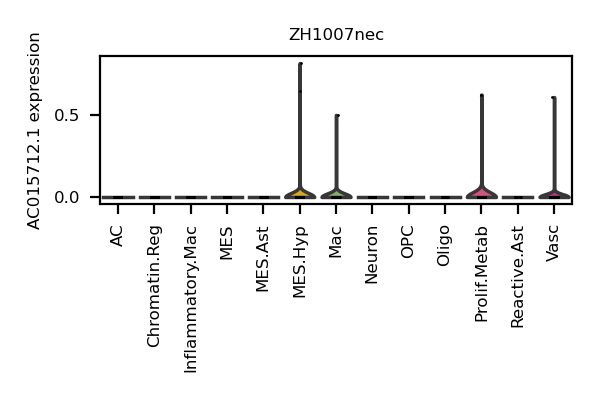 ZH1007nec
AC015712.1 expression
0.5
0.0
AC
Chromatin.Reg
Inflammatory.Mac
MES
MES.Ast
MES.Hyp
Mac
Neuron
OPC
Oligo
Prolif.Metab
Reactive.Ast
Vasc